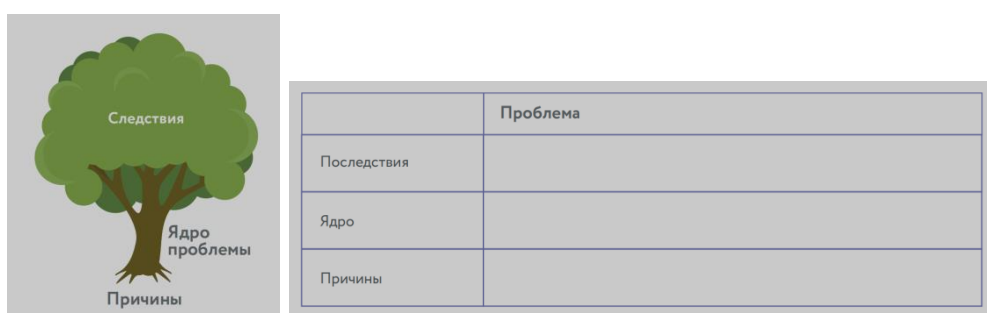 Следствия
Ядро
проблемы
Причины
Проблема
Последствия
Ядро
Причины